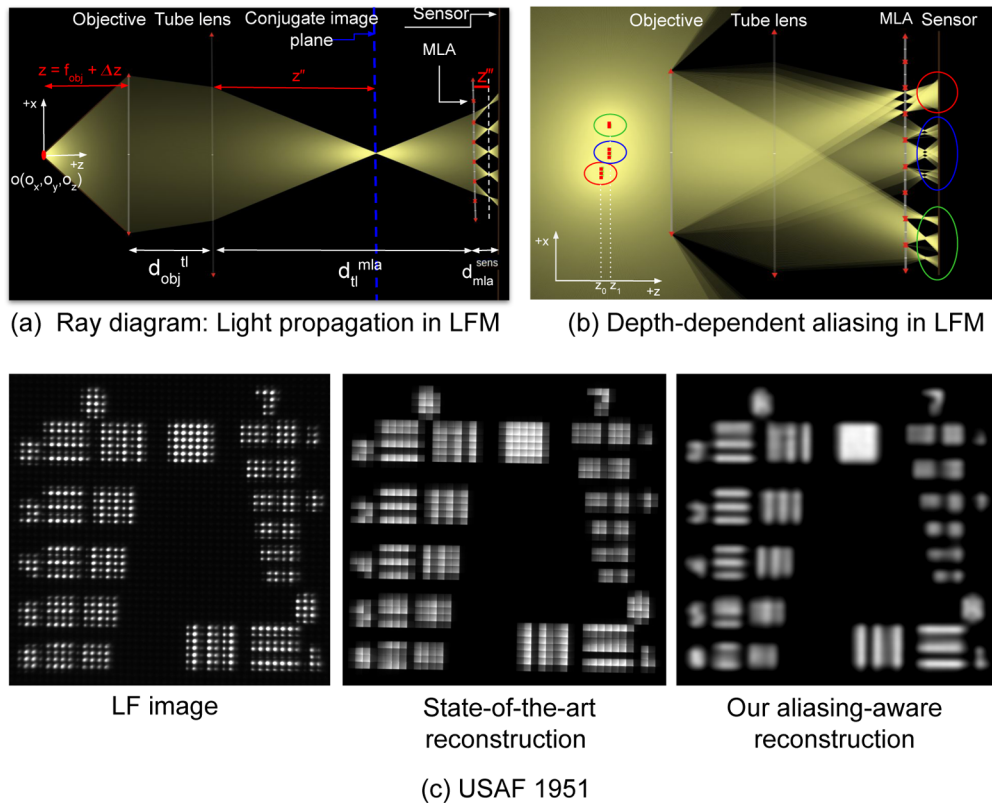 Objective Tube lens Conjugate image plane Sensor
MLA
z = f_obj + Δz
z''
z'''
+x
+z
o(o_x,o_y,o_z)
d_obj^tl
d_tl^mla
d_mla^sens
(a) Ray diagram: Light propagation in LFM
Objective Tube lens MLA Sensor
+x
z_0 z_1 +z
(b) Depth-dependent aliasing in LFM
LF image
State-of-the-art
reconstruction
Our aliasing-aware
reconstruction
(c) USAF 1951